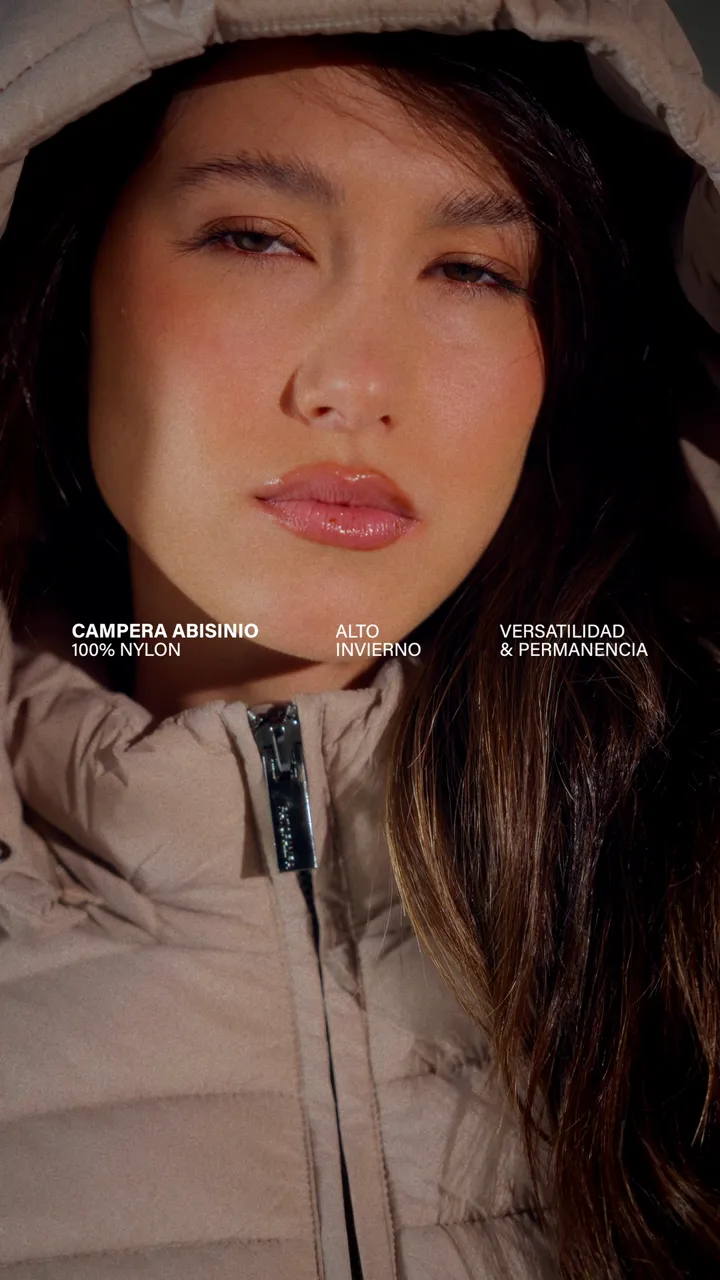 CAMPERA ABISINIO
100% NYLON
ALTO
INVIERNO
VERSATILIDAD
& PERMANENCIA